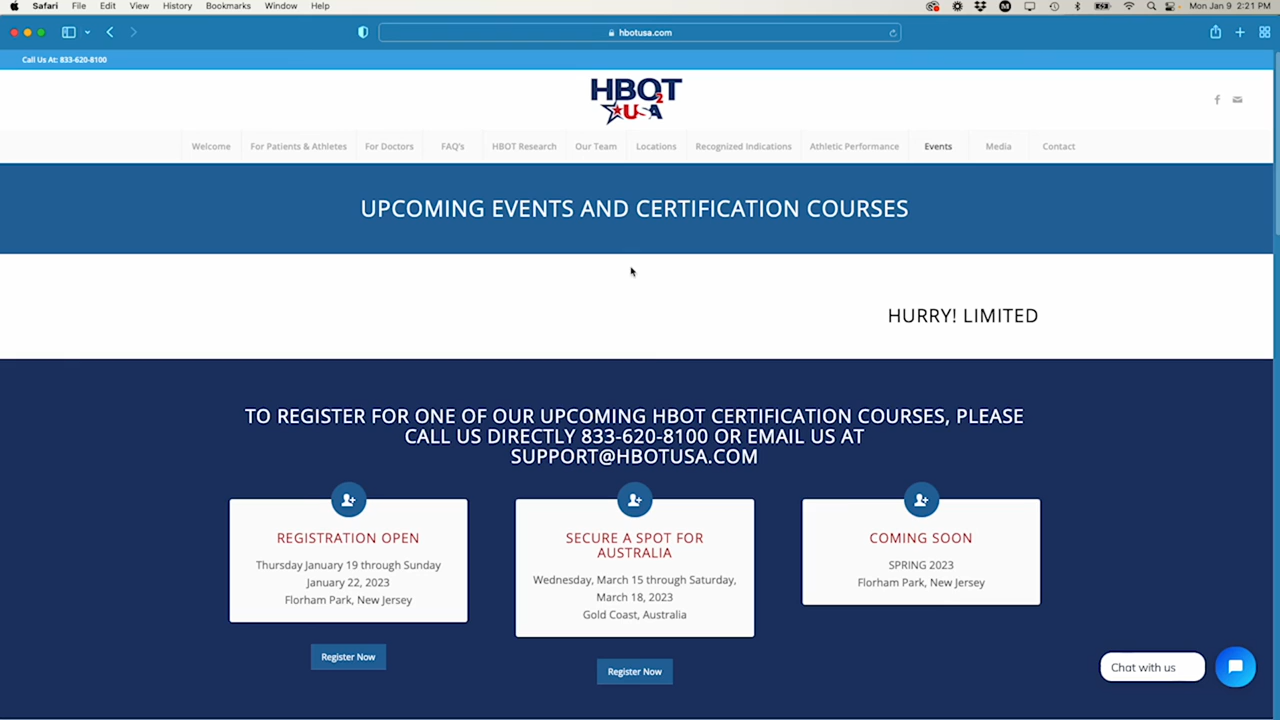 Safari File Edit View History Bookmarks Window Help Mon Jan 9 2:21 PM
hbotusa.com
Call Us At: 833-620-8100
HBOT
2
USA
Welcome For Patients & Athletes For Doctors FAQ's HBOT Research Our Team Locations Recognized Indications Athletic Performance Events Media Contact
UPCOMING EVENTS AND CERTIFICATION COURSES
HURRY! LIMITED
TO REGISTER FOR ONE OF OUR UPCOMING HBOT CERTIFICATION COURSES, PLEASE
CALL US DIRECTLY 833-620-8100 OR EMAIL US AT
SUPPORT@HBOTUSA.COM
REGISTRATION OPEN
Thursday January 19 through Sunday
January 22, 2023
Florham Park, New Jersey
Register Now
SECURE A SPOT FOR
AUSTRALIA
Wednesday, March 15 through Saturday,
March 18, 2023
Gold Coast, Australia
Register Now
COMING SOON
SPRING 2023
Florham Park, New Jersey
Chat with us